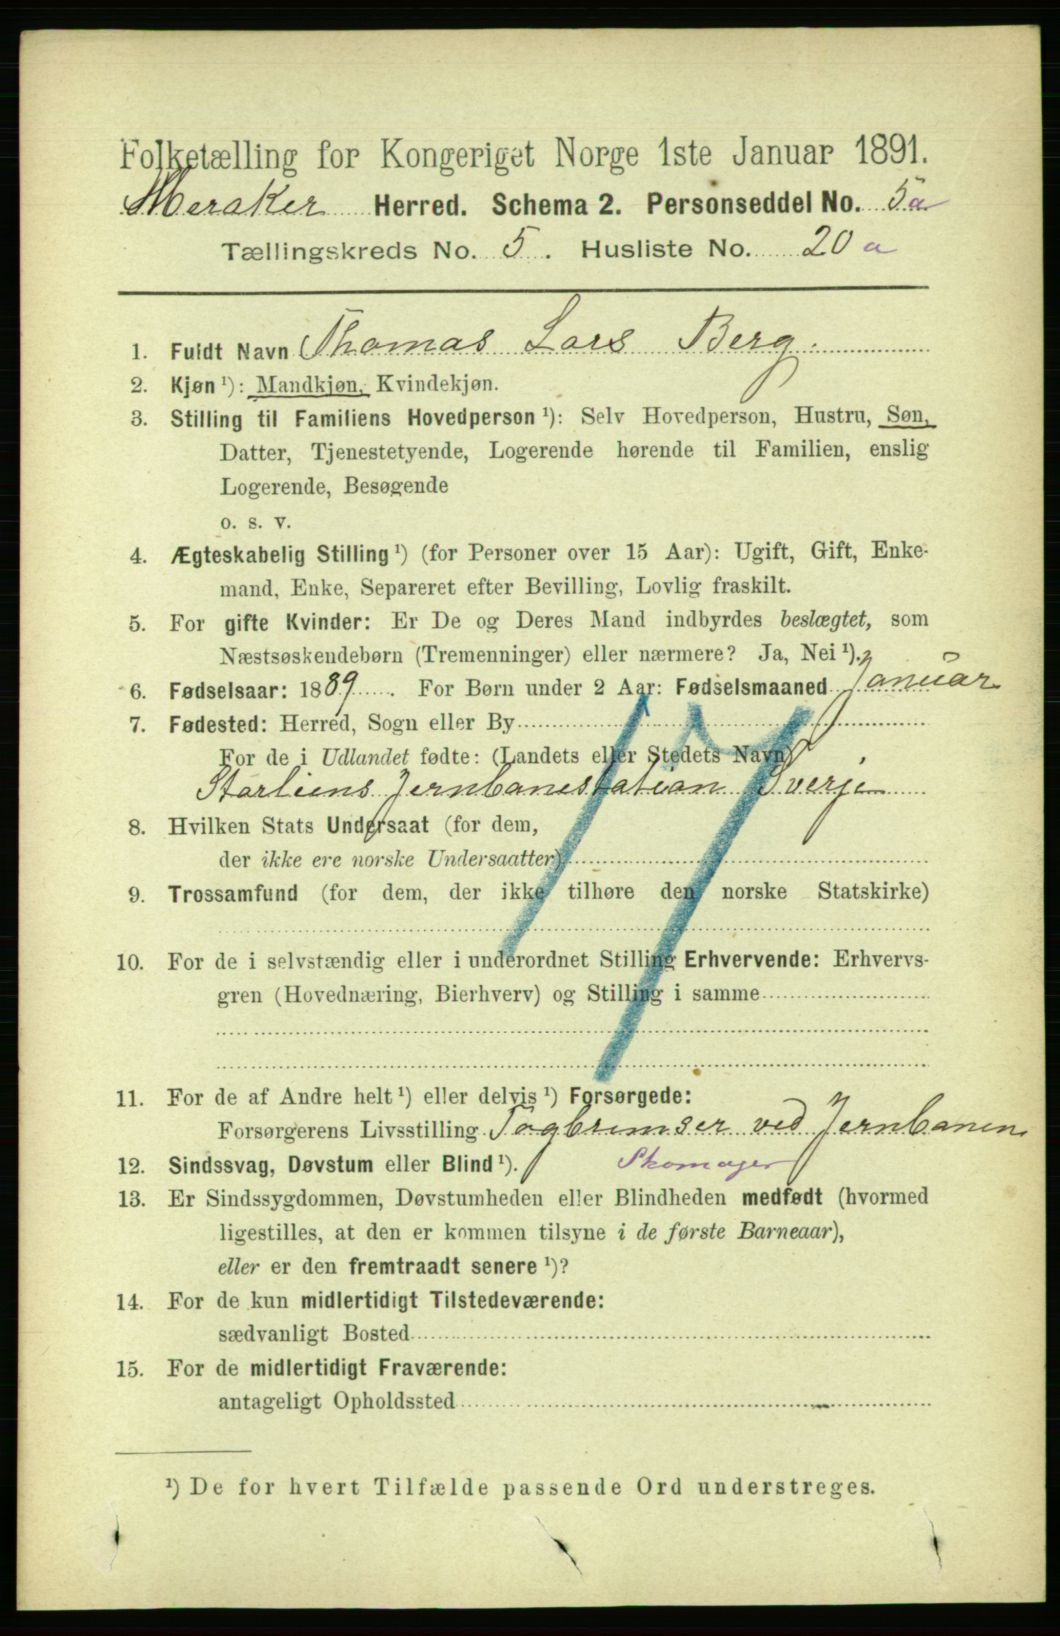 Folketælling for Kongeriget Norge 1ste Januar 1891.
Meraker Herred. Schema 2. Personseddel No. 5a
Tællingskreds No. 5. Husliste No. 20 a
1. Fuldt Navn Thomas Lars Berg.
2. Kjøn ¹): Mandkjøn, Kvindekjøn.
3. Stilling til Familiens Hovedperson ¹): Selv Hovedperson, Hustru, Søn,
Datter, Tjenestetyende, Logerende hørende til Familien, enslig
Logerende, Besøgende
o. s. v.
4. Ægteskabelig Stilling ¹) (for Personer over 15 Aar): Ugift, Gift, Enke-
mand, Enke, Separeret efter Bevilling, Lovlig fraskilt.
5. For gifte Kvinder: Er De og Deres Mand indbyrdes beslægtet, som
Næstsøskendebørn (Tremenninger) eller nærmere? Ja, Nei ¹).
6. Fødselsaar: 1889. For Børn under 2 Aar: Fødselsmaaned Januar
7. Fødested: Herred, Sogn eller By
For de i Udlandet fødte: (Landets eller Stedets Navn)
Storliens Jernbanestation Sverje
8. Hvilken Stats Undersaat (for dem,
der ikke ere norske Undersaatter)
9. Trossamfund (for dem, der ikke tilhøre den norske Statskirke)
17
10. For de i selvstændig eller i underordnet Stilling Erhvervende: Erhvervs-
gren (Hovednæring, Bierhverv) og Stilling i samme
11. For de af Andre helt ¹) eller delvis ¹) Forsørgede:
Forsørgerens Livsstilling Togbremser ved Jernbanen
Skomager
12. Sindssvag, Døvstum eller Blind ¹).
13. Er Sindssygdommen, Døvstumheden eller Blindheden medfødt (hvormed
ligestilles, at den er kommen tilsyne i de første Barneaar),
eller er den fremtraadt senere ¹)?
14. For de kun midlertidigt Tilstedeværende:
sædvanligt Bosted
15. For de midlertidigt Fraværende:
antageligt Opholdssted
¹) De for hvert Tilfælde passende Ord understreges.